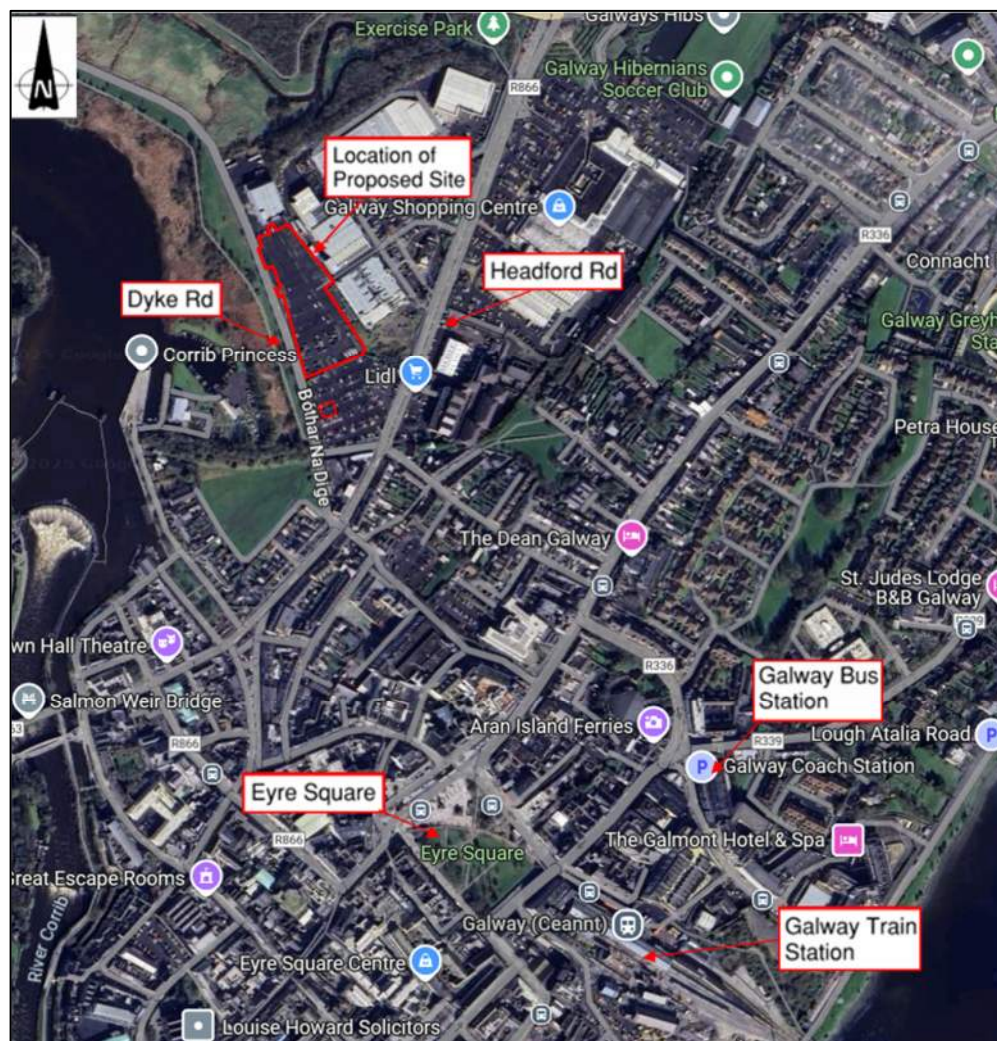 N
Exercise Park
Galways Hibs
R866
Galway Hibernians
Soccer Club
Location of
Proposed Site
Galway Shopping Centre
R336
Headford Rd
Connacht
Dyke Rd
Galway Greyh
Sta
Corrib Princess
Lidl
Bóthar Na Dige
Petra House
The Dean Galway
St. Judes Lodge
B&B Galway
wn Hall Theatre
R336
Galway Bus
Station
Salmon Weir Bridge
Aran Island Ferries
Lough Atalia Road
R866
R339
Galway Coach Station
Eyre Square
Eyre Square
R866
The Galmont Hotel & Spa
Great Escape Rooms
Galway (Ceannt)
Galway Train
Station
River Corrib
Eyre Square Centre
Louise Howard Solicitors